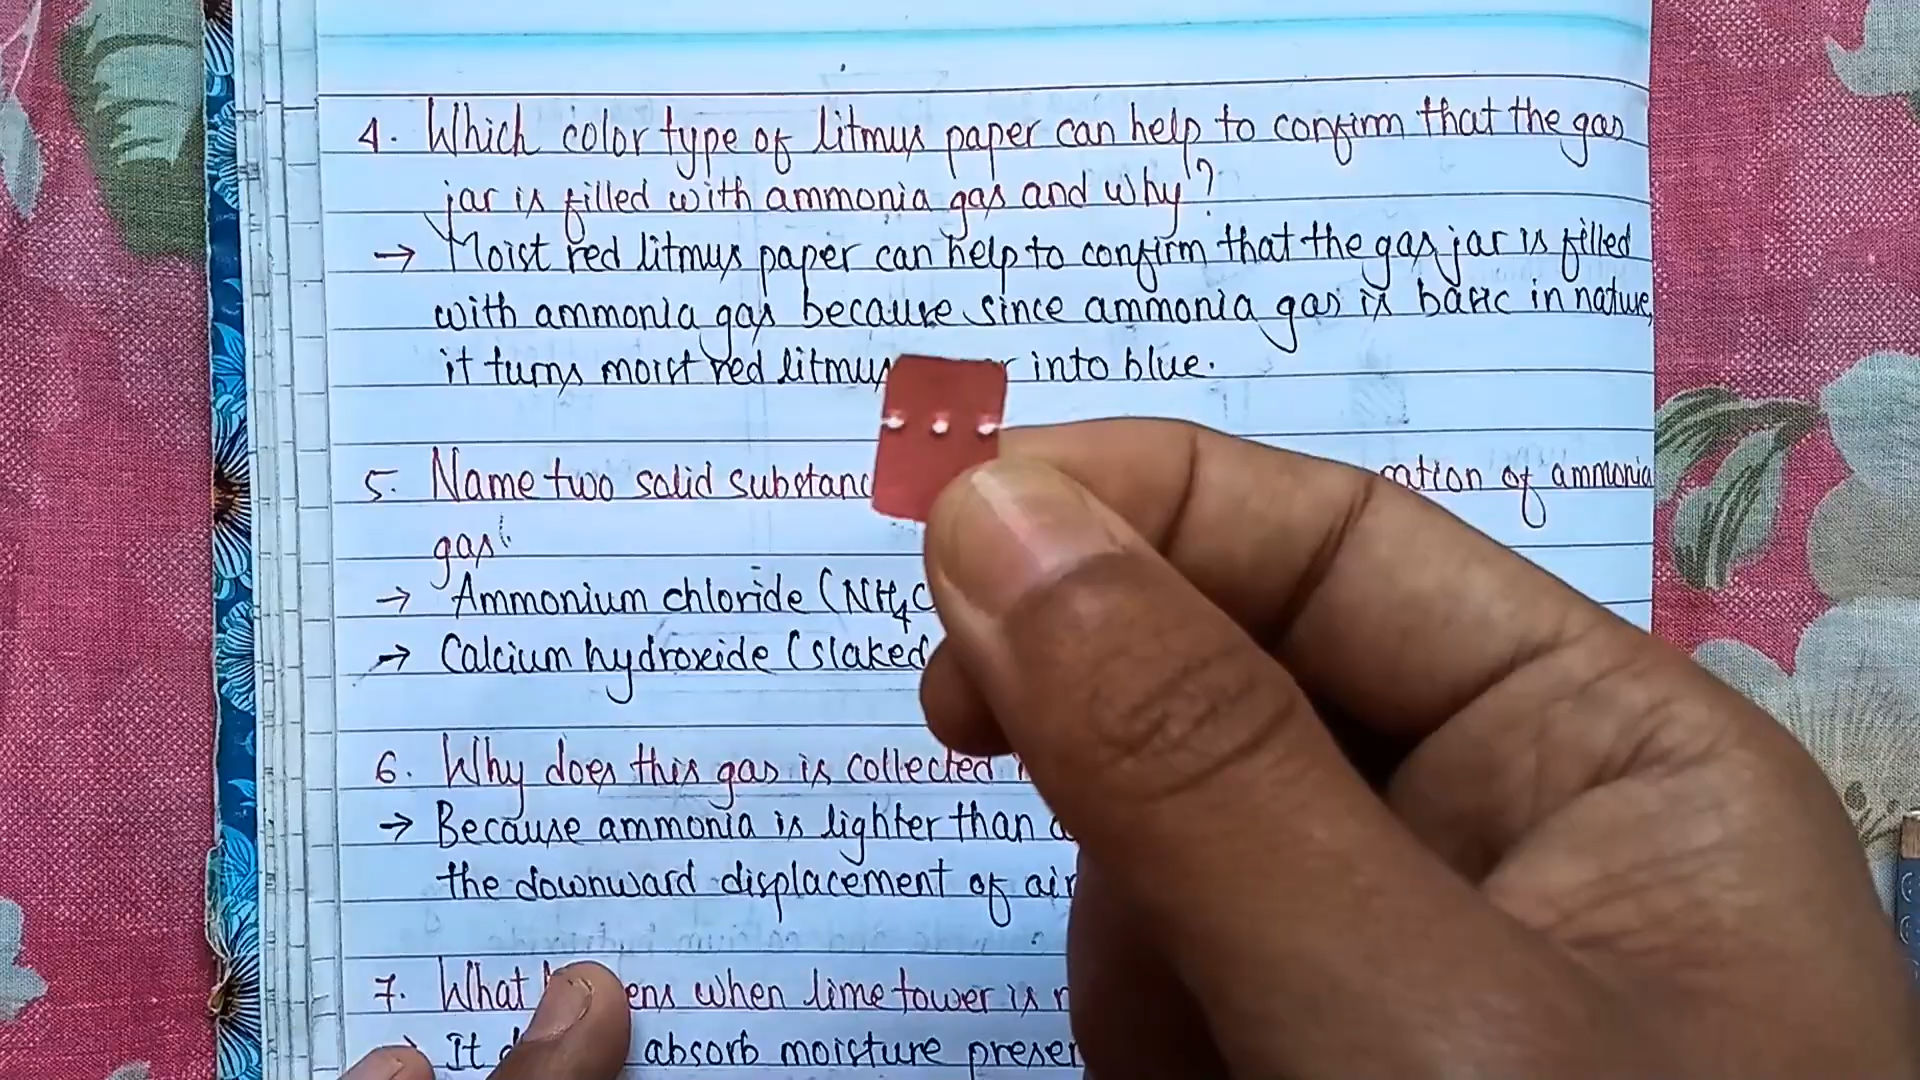 4. Which color type of litmus paper can help to confirm that the gas
jar is filled with ammonia gas and why?
→ Moist red litmus paper can help to confirm that the gas jar is filled
with ammonia gas because since ammonia gas is basic in nature,
it turns moist red litmus into blue.
5. Name two solid of ammonia
gas
→ Ammonium chloride (NH4C
→ Calcium hydroxide (slaked
6. Why does this gas is collected
→ Because ammonia is lighter than
the downward displacement of air
7. What when lime tower is
→ It absorb moisture